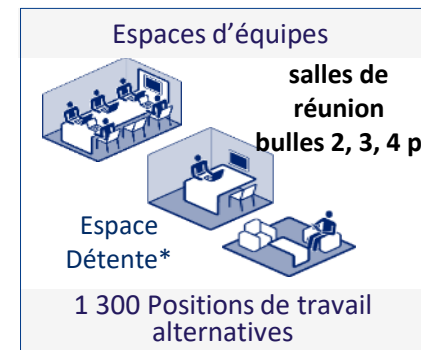 Espaces d’équipes
salles de
réunion
bulles 2, 3, 4 p
Espace
Détente*
1 300 Positions de travail
alternatives